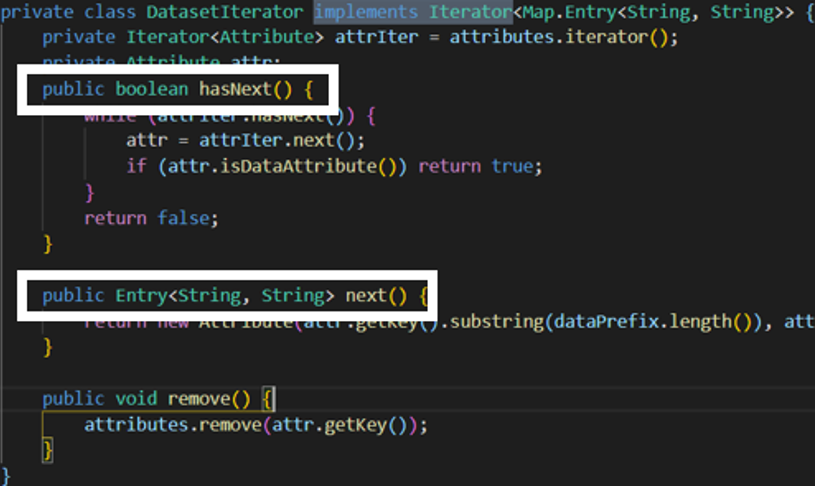 private class DatasetIterator implements Iterator<Map.Entry<String, String>> {
private Iterator<Attribute> attrIter = attributes.iterator();
private Attribute attr;
public boolean hasNext() {
while (attrIter.hasNext()) {
attr = attrIter.next();
if (attr.isDataAttribute()) return true;
}
return false;
}
public Entry<String, String> next() {
return new Attribute(attr.getKey().substring(dataPrefix.length()), att
}
public void remove() {
attributes.remove(attr.getKey());
}
}